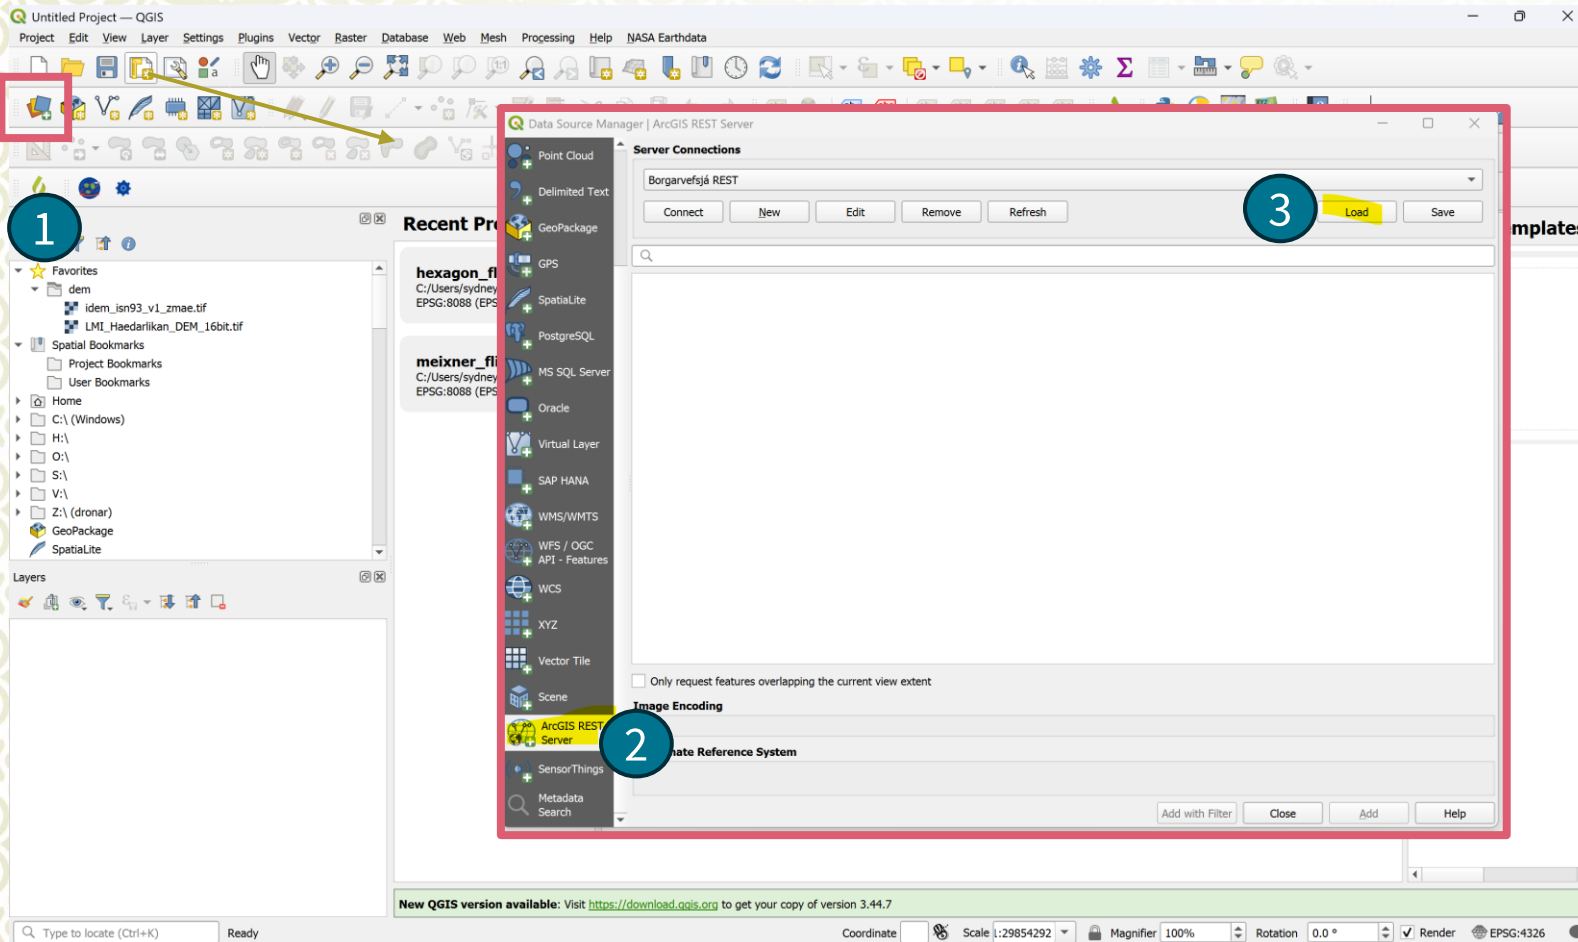 Untitled Project — QGIS
Project Edit View Layer Settings Plugins Vector Raster Database Web Mesh Processing Help NASA Earthdata
1
Favorites
dem
idem_isn93_v1_zmae.tif
LMI_Haedarlikan_DEM_16bit.tif
Spatial Bookmarks
Project Bookmarks
User Bookmarks
Home
C:\ (Windows)
H:\
O:\
S:\
V:\
Z:\ (dronar)
GeoPackage
SpatiaLite
Layers
Recent Pr
hexagon_fl
C:/Users/sydney
EPSG:8088 (EPS
meixner_fli
C:/Users/sydney
EPSG:8088 (EPS
mplates
Data Source Manager | ArcGIS REST Server
Point Cloud
Delimited Text
GeoPackage
GPS
SpatiaLite
PostgreSQL
MS SQL Server
Oracle
Virtual Layer
SAP HANA
WMS/WMTS
WFS / OGC
API - Features
WCS
XYZ
Vector Tile
Scene
ArcGIS REST
Server
2
SensorThings
Metadata
Search
Server Connections
Borgarvefsjá REST
Connect New Edit Remove Refresh 3 Load Save
Only request features overlapping the current view extent
Image Encoding
nate Reference System
Add with Filter Close Add Help
New QGIS version available: Visit https://download.qgis.org to get your copy of version 3.44.7
Type to locate (Ctrl+K) Ready Coordinate Scale 1:29854292 Magnifier 100% Rotation 0.0 ° Render EPSG:4326